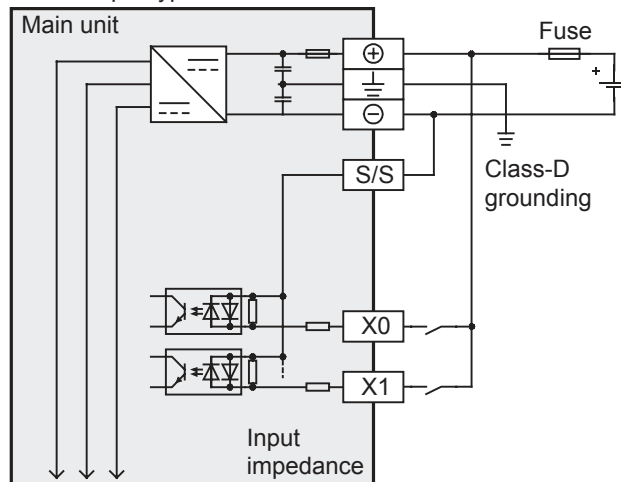 Main unit
Fuse
+
S/S
Class-D
grounding
X0
X1
Input
impedance